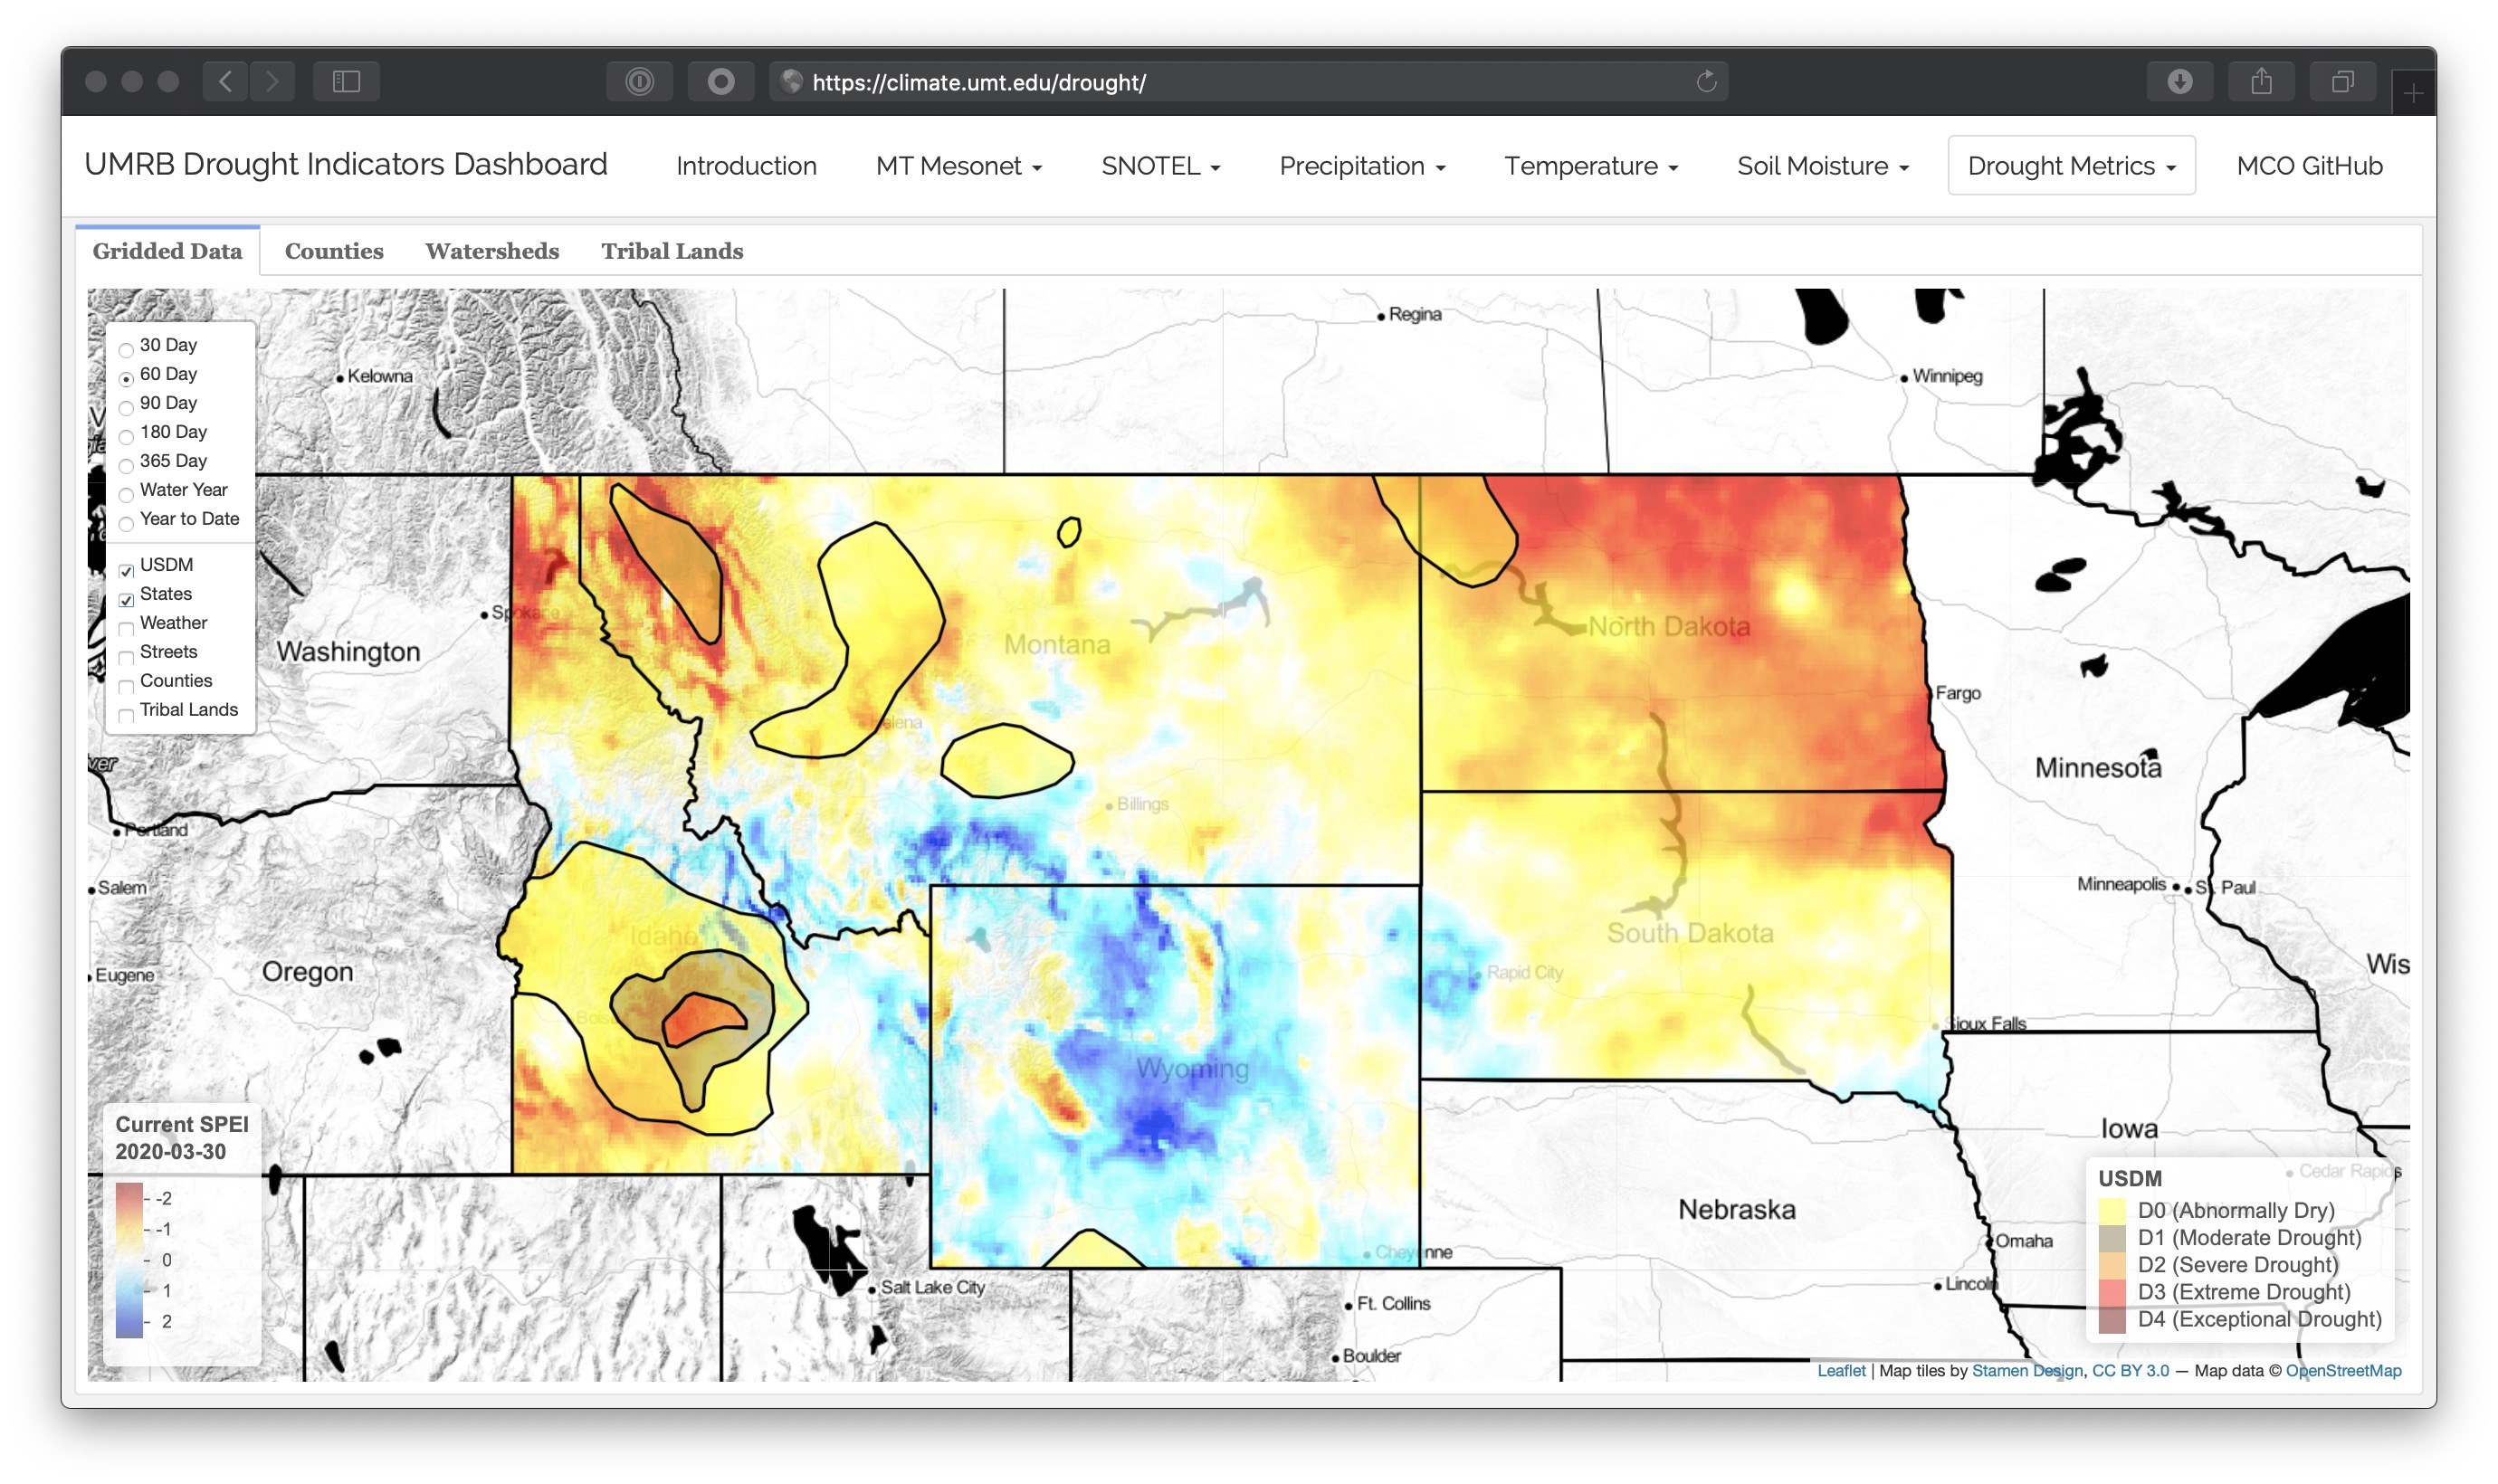 https://climate.umt.edu/drought/
UMRB Drought Indicators Dashboard
Introduction
MT Mesonet
SNOTEL
Precipitation
Temperature
Soil Moisture
Drought Metrics
MCO GitHub
Gridded Data
Counties
Watersheds
Tribal Lands
30 Day
60 Day
90 Day
180 Day
365 Day
Water Year
Year to Date
USDM
States
Weather
Streets
Counties
Tribal Lands
Regina
Kelowna
Winnipeg
Spokane
Washington
Montana
North Dakota
Helena
Fargo
Minnesota
Billings
Portland
Salem
Minneapolis
St. Paul
Idaho
South Dakota
Eugene
Oregon
Rapid City
Wis
Boise
Sioux Falls
Wyoming
Iowa
Nebraska
Cheyenne
Omaha
Salt Lake City
Lincoln
Ft. Collins
Boulder
Cedar Rapids
Current SPEI
2020-03-30
-2
-1
0
1
2
USDM
D0 (Abnormally Dry)
D1 (Moderate Drought)
D2 (Severe Drought)
D3 (Extreme Drought)
D4 (Exceptional Drought)
Leaflet | Map tiles by Stamen Design, CC BY 3.0 — Map data © OpenStreetMap